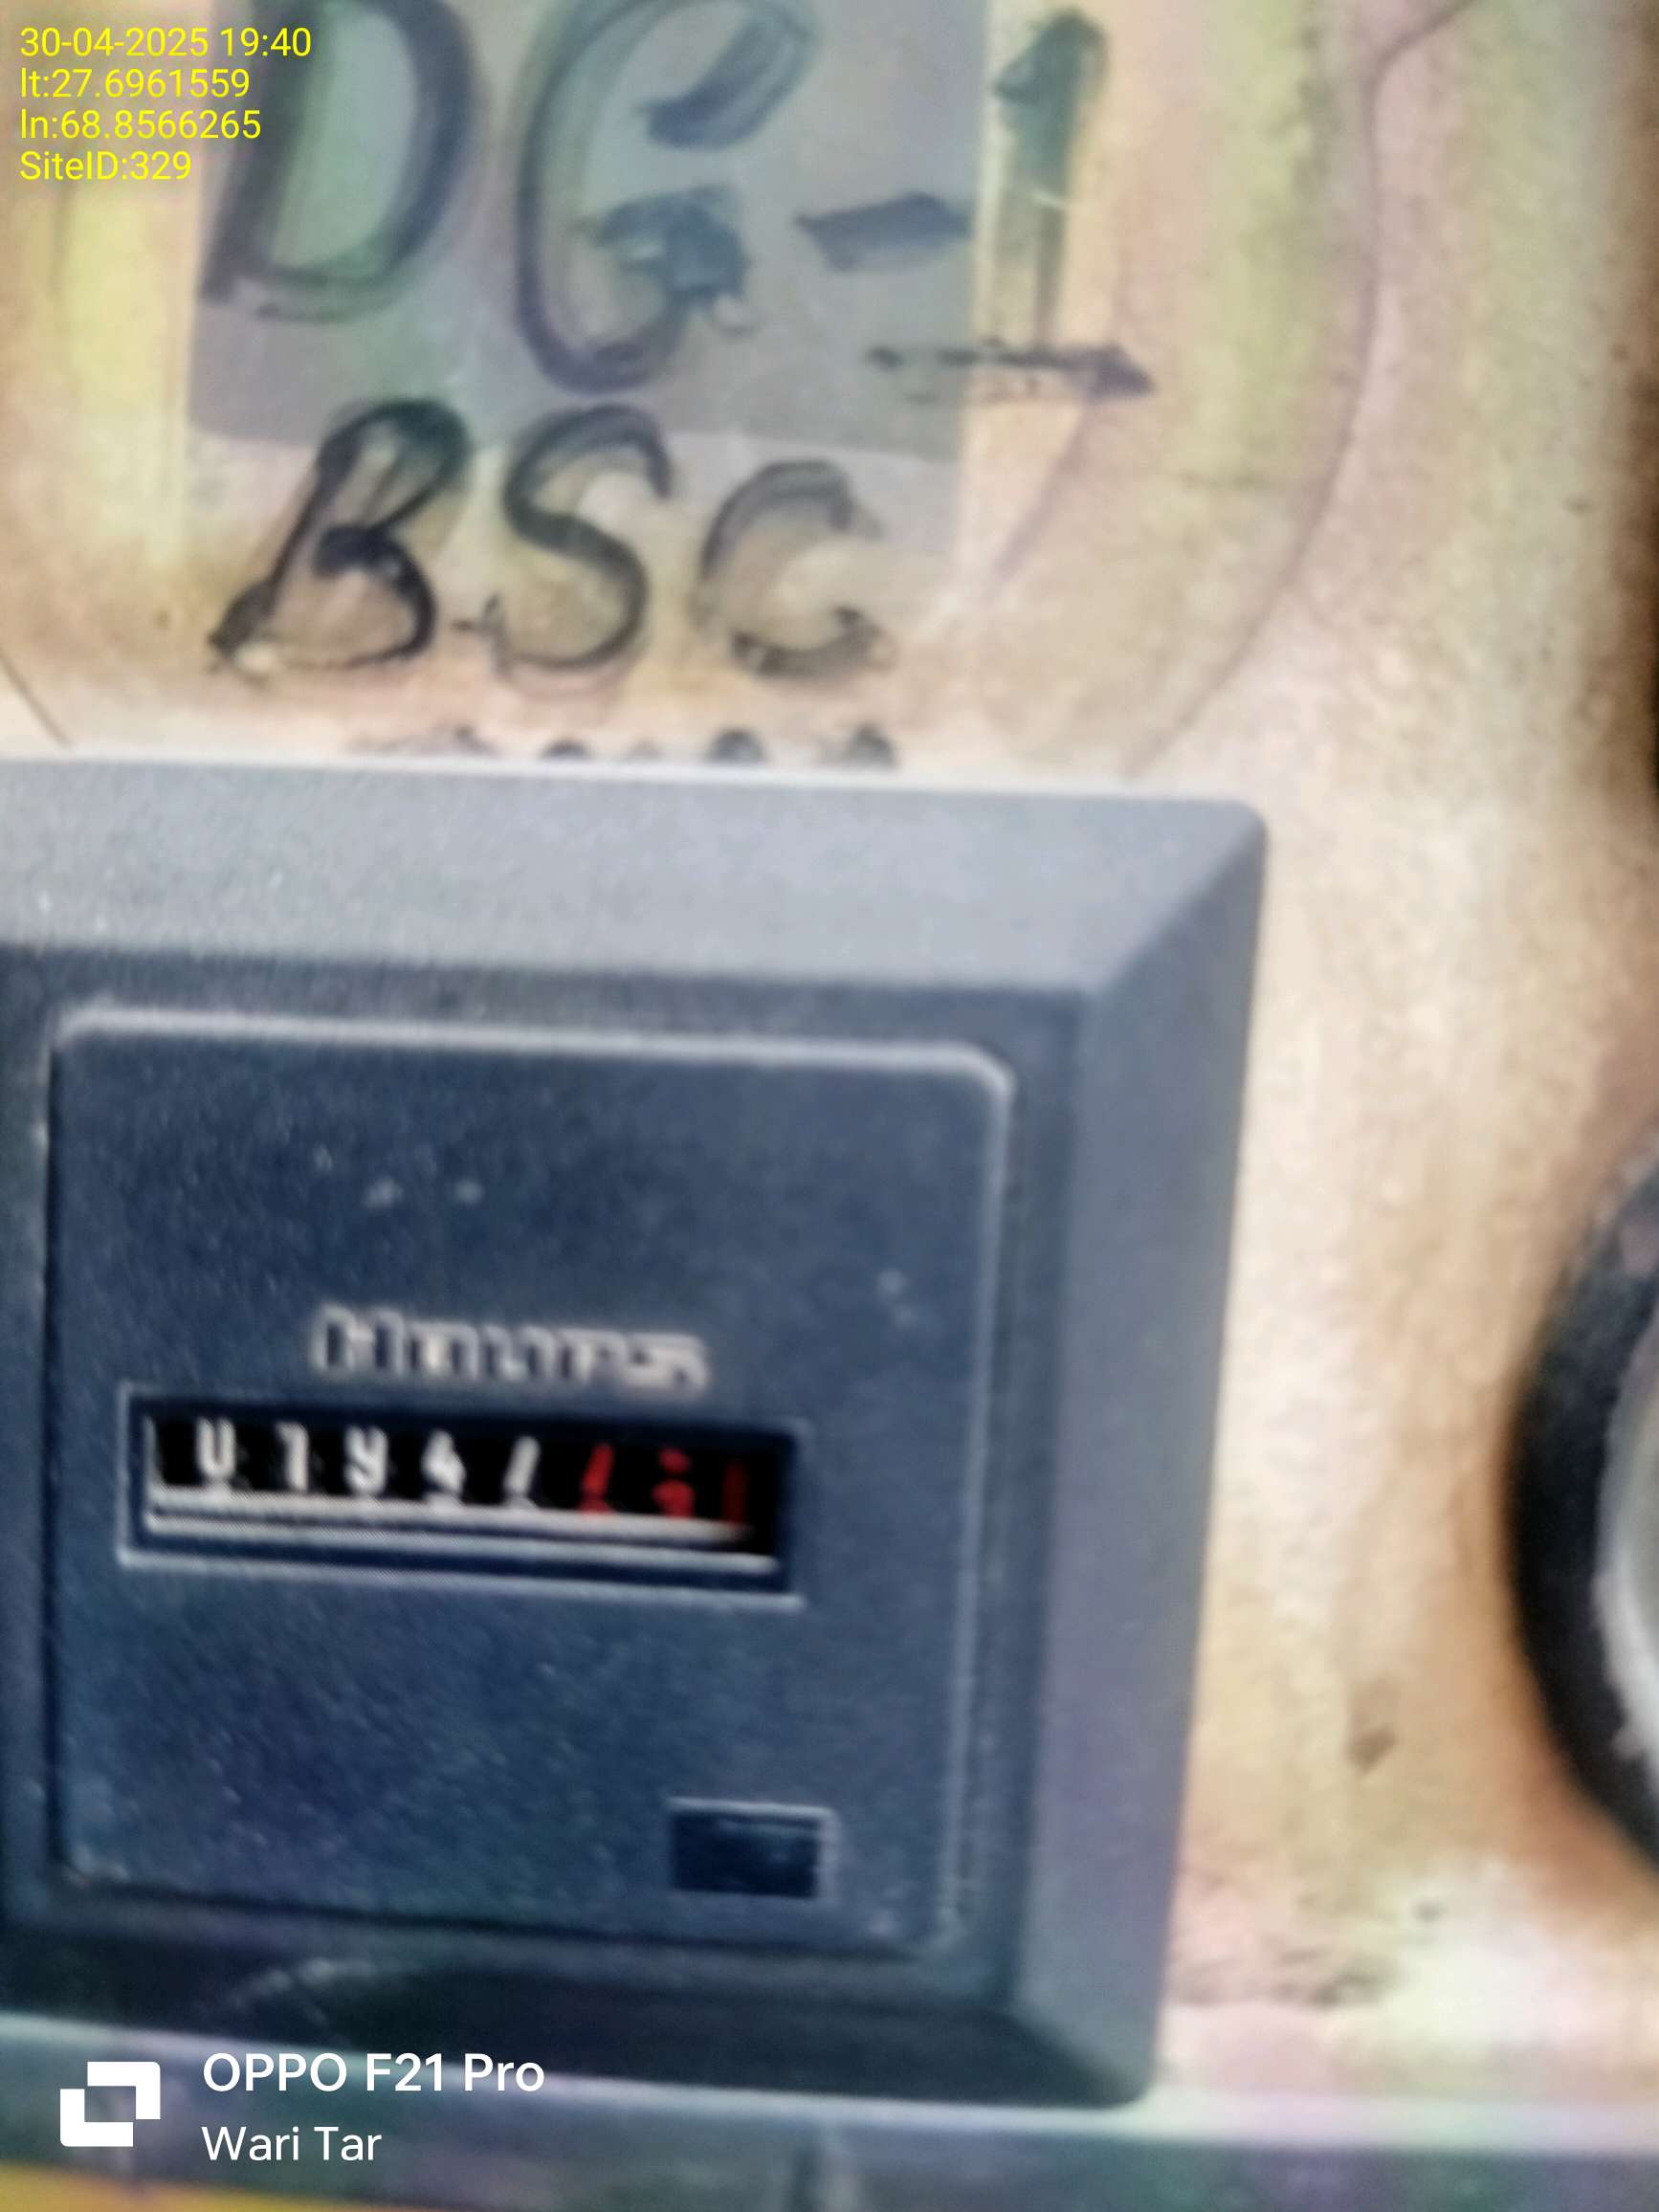 30-04-2025 19:40
lt:27.6961559
ln:68.8566265
SiteID:329
DG-1
BSC
Hours
OPPO F21 Pro
Wari Tar